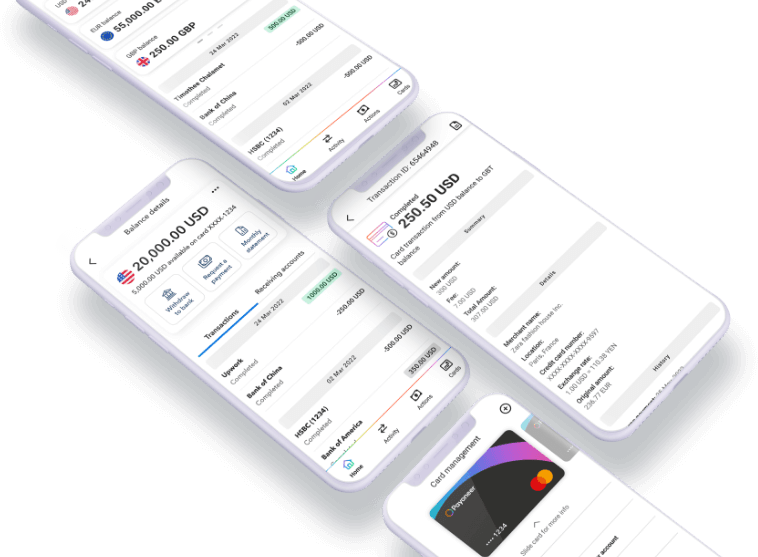 USD
EUR balance
55,000.00 E
GBP balance
250.00 GBP
24 Mar 2022
500.00 USD
Timothee Chalamet
Completed
-500.00 USD
Bank of China
Completed
02 Mar 2022
-500.00 USD
HSBC (1234)
Completed
Home
Activity
Actions
Cards
Balance details
20,000.00 USD
5,000.00 USD available on card XXXX-1234
Withdraw
to bank
Request a
payment
Monthly
statement
Transactions
Receiving accounts
24 Mar 2022
1000.00 USD
Upwork
Completed
-250.00 USD
Bank of China
Completed
02 Mar 2022
-500.00 USD
HSBC (1234)
Completed
350.00 USD
Bank of America
Home
Activity
Actions
Cards
Transaction ID: 65464948
Completed
250.50 USD
Card transaction from USD balance to GBT
balance
Summary
New amount:
300 USD
Fee:
7.00 USD
Total Amount:
307.00 USD
Details
Merchant name:
Zara fashion house inc.
Location:
Paris, France
Credit card number:
XXXX-XXXX-XXXX-9597
Exchange rate:
1.00 USD = 110.38 YEN
Original amount:
236.77 EUR
History
Card management
Payoneer
•••• 1234
Slide card for more info
account